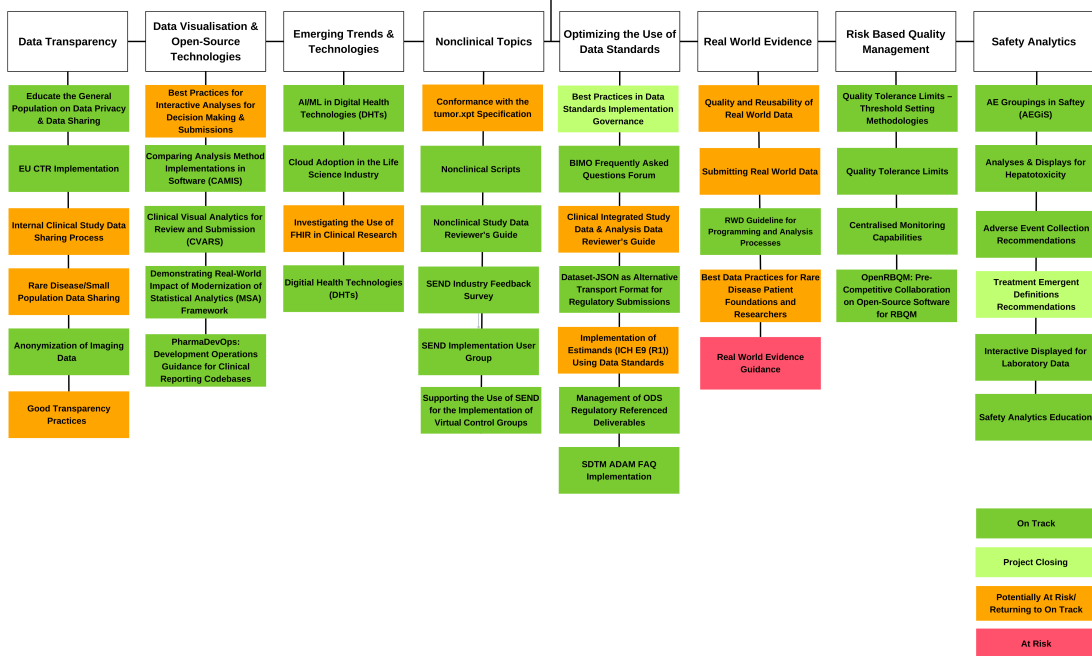 Data Transparency
Educate the General
Population on Data Privacy
& Data Sharing
EU CTR Implementation
Internal Clinical Study Data
Sharing Process
Rare Disease/Small
Population Data Sharing
Anonymization of Imaging
Data
Good Transparency
Practices
Data Visualisation &
Open-Source
Technologies
Best Practices for
Interactive Analyses for
Decision Making &
Submissions
Comparing Analysis Method
Implementations in
Software (CAMIS)
Clinical Visual Analytics for
Review and Submission
(CVARS)
Demonstrating Real-World
Impact of Modernization of
Statistical Analytics (MSA)
Framework
PharmaDevOps:
Development Operations
Guidance for Clinical
Reporting Codebases
Emerging Trends &
Technologies
AI/ML in Digital Health
Technologies (DHTs)
Cloud Adoption in the Life
Science Industry
Investigating the Use of
FHIR in Clinical Research
Digitial Health Technologies
(DHTs)
Nonclinical Topics
Conformance with the
tumor.xpt Specification
Nonclinical Scripts
Nonclinical Study Data
Reviewer's Guide
SEND Industry Feedback
Survey
SEND Implementation User
Group
Supporting the Use of SEND
for the Implementation of
Virtual Control Groups
Optimizing the Use of
Data Standards
Best Practices in Data
Standards Implementation
Governance
BIMO Frequently Asked
Questions Forum
Clinical Integrated Study
Data & Analysis Data
Reviewer's Guide
Dataset-JSON as Alternative
Transport Format for
Regulatory Submissions
Implementation of
Estimands (ICH E9 (R1))
Using Data Standards
Management of ODS
Regulatory Referenced
Deliverables
SDTM ADAM FAQ
Implementation
Real World Evidence
Quality and Reusability of
Real World Data
Submitting Real World Data
RWD Guideline for
Programming and Analysis
Processes
Best Data Practices for Rare
Disease Patient
Foundations and
Researchers
Real World Evidence
Guidance
Risk Based Quality
Management
Quality Tolerance Limits –
Threshold Setting
Methodologies
Quality Tolerance Limits
Centralised Monitoring
Capabilities
OpenRBQM: Pre-
Competitive Collaboration
on Open-Source Software
for RBQM
Safety Analytics
AE Groupings in Saftey
(AEGiS)
Analyses & Displays for
Hepatotoxicity
Adverse Event Collection
Recommendations
Treatment Emergent
Definitions
Recommendations
Interactive Displayed for
Laboratory Data
Safety Analytics Education
On Track
Project Closing
Potentially At Risk/
Returning to On Track
At Risk